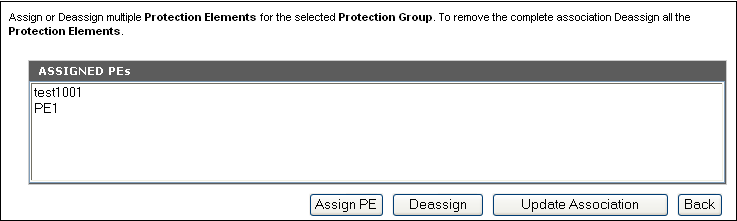 Assign or Deassign multiple Protection Elements for the selected Protection Group. To remove the complete association Deassign all the
Protection Elements.
ASSIGNED PEs
test1001
PE1
Assign PE Deassign Update Association Back